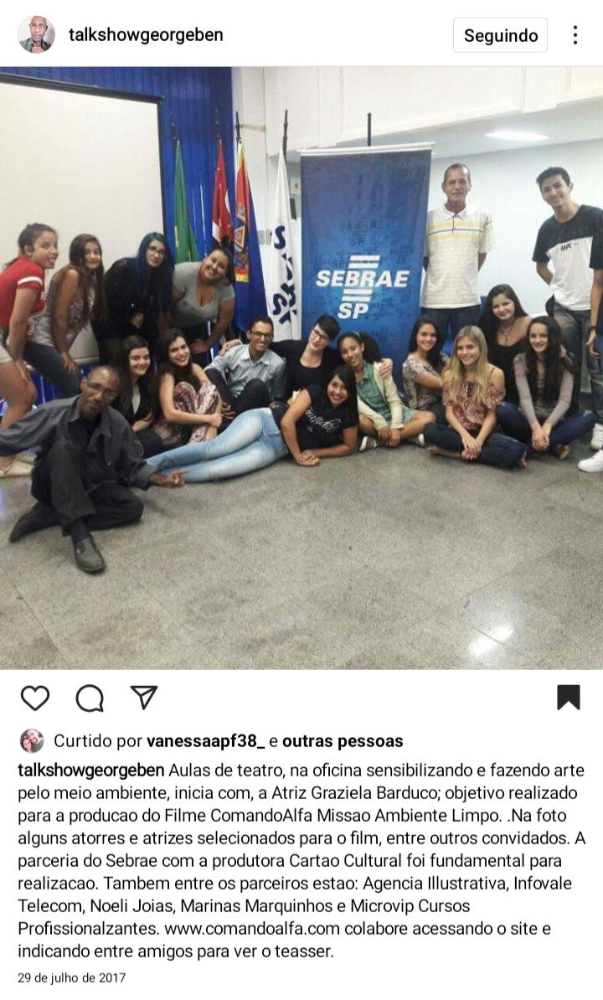 talkshowgeorgeben
Seguindo
SEBRAE
SP
SEBRAE
SP
UK
Curtido por vanessaapf38_ e outras pessoas
talkshowgeorgeben Aulas de teatro, na oficina sensibilizando e fazendo arte
pelo meio ambiente, inicia com, a Atriz Graziela Barduco; objetivo realizado
para a producao do Filme ComandoAlfa Missao Ambiente Limpo. .Na foto
alguns atorres e atrizes selecionados para o film, entre outros convidados. A
parceria do Sebrae com a produtora Cartao Cultural foi fundamental para
realizacao. Tambem entre os parceiros estao: Agencia Illustrativa, Infovale
Telecom, Noeli Joias, Marinas Marquinhos e Microvip Cursos
Profissionalzantes. www.comandoalfa.com colabore acessando o site e
indicando entre amigos para ver o teasser.
29 de julho de 2017